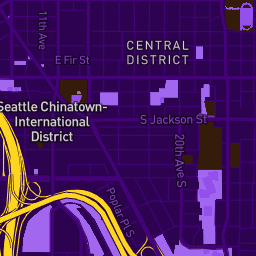 11th Ave
CENTRAL
DISTRICT
E Fir St
Seattle Chinatown-
International
District
S Jackson St
20th Ave S
Poplar Pl S